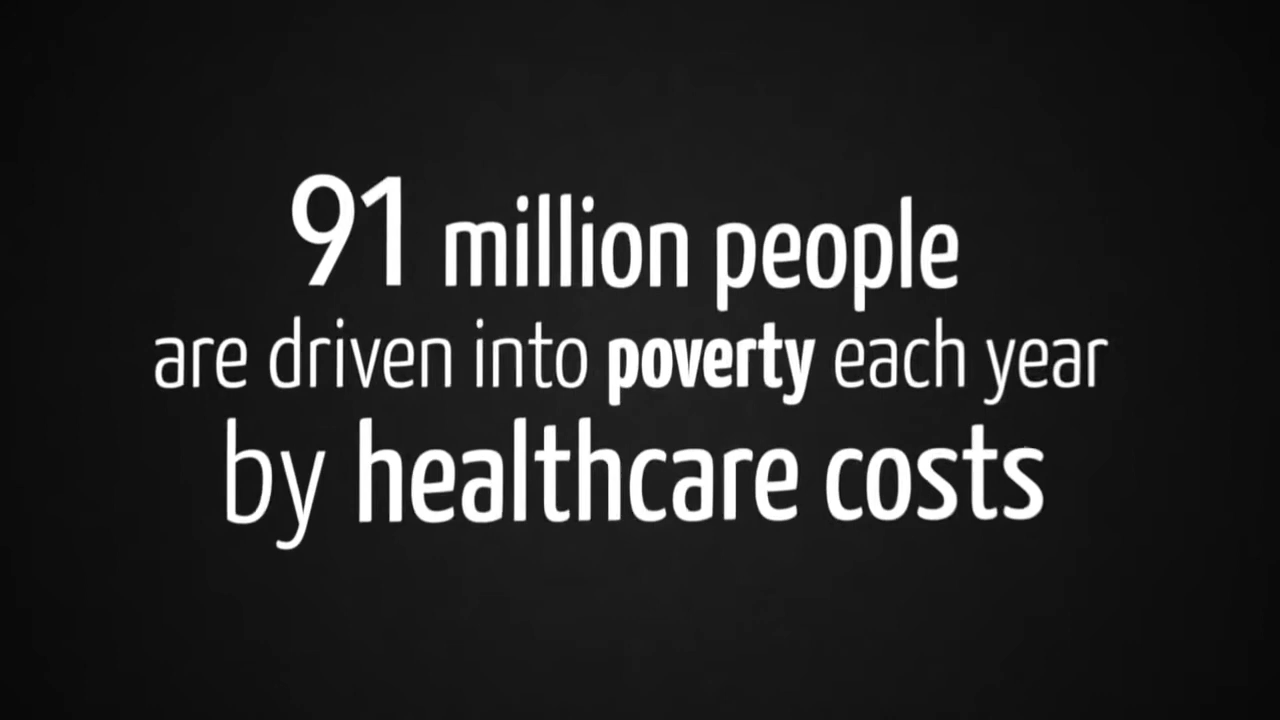 91 million people
are driven into poverty each year
by healthcare costs